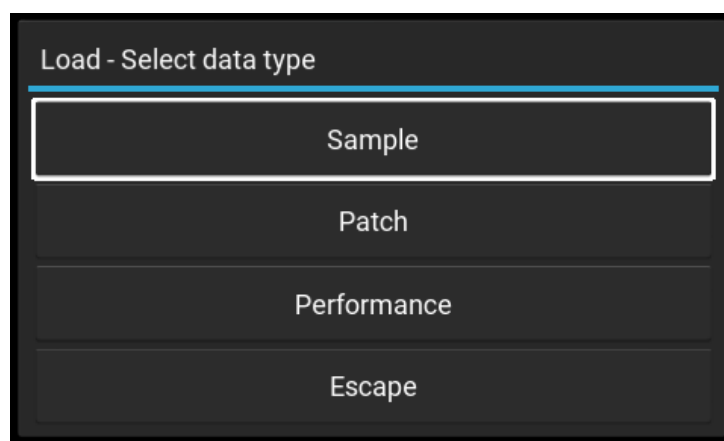 Load - Select data type
Sample
Patch
Performance
Escape